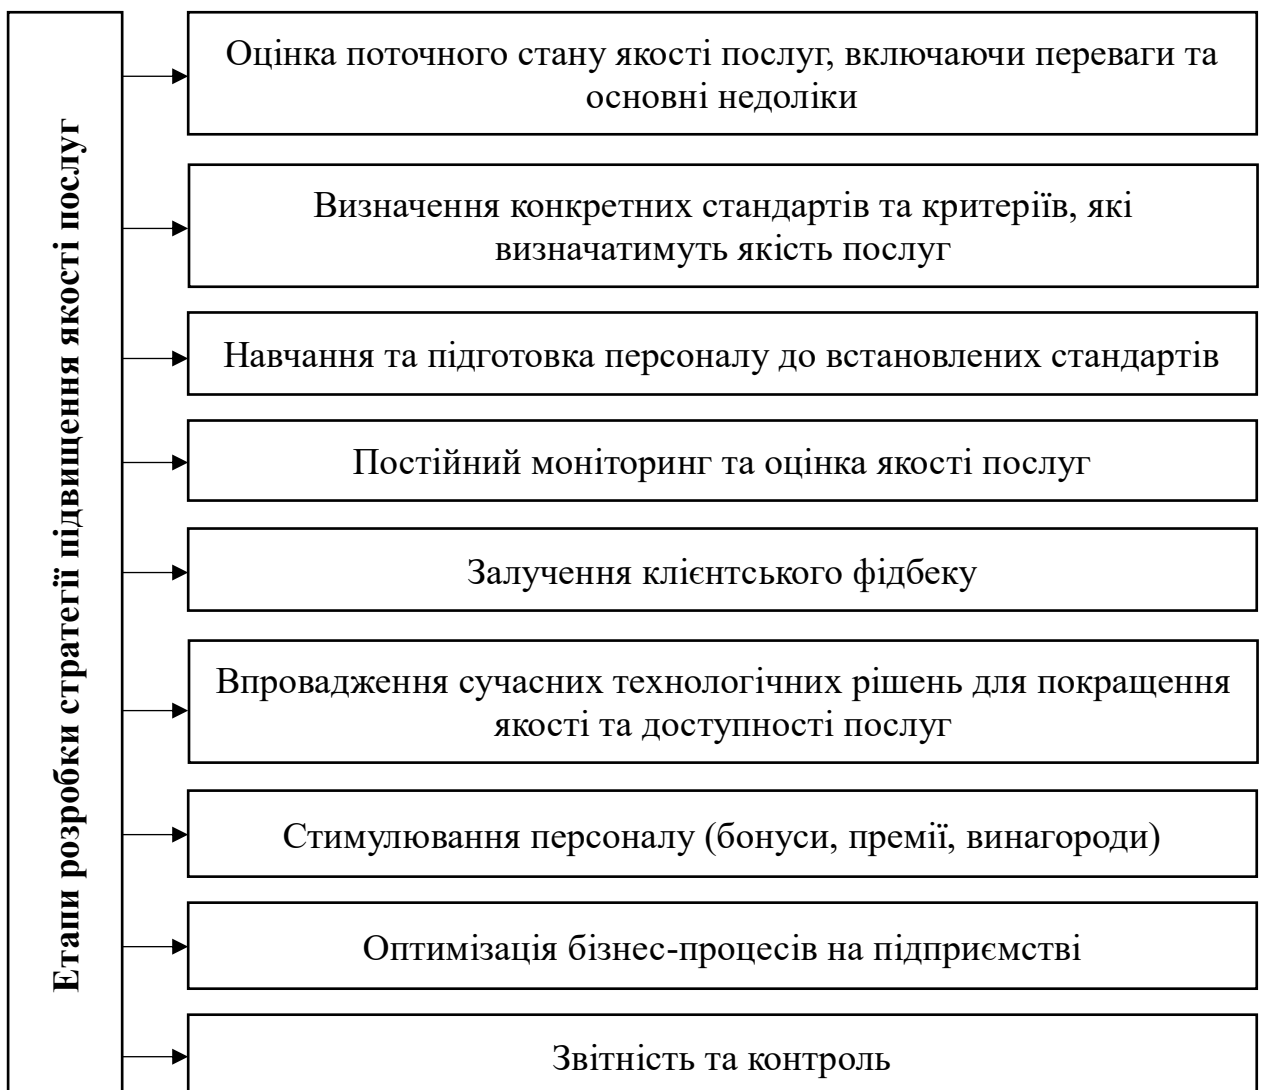 Етапи розробки стратегії підвищення якості послуг
Оцінка поточного стану якості послуг, включаючи переваги та
основні недоліки
Визначення конкретних стандартів та критеріїв, які
визначатимуть якість послуг
Навчання та підготовка персоналу до встановлених стандартів
Постійний моніторинг та оцінка якості послуг
Залучення клієнтського фідбеку
Впровадження сучасних технологічних рішень для покращення
якості та доступності послуг
Стимулювання персоналу (бонуси, премії, винагороди)
Оптимізація бізнес-процесів на підприємстві
Звітність та контроль